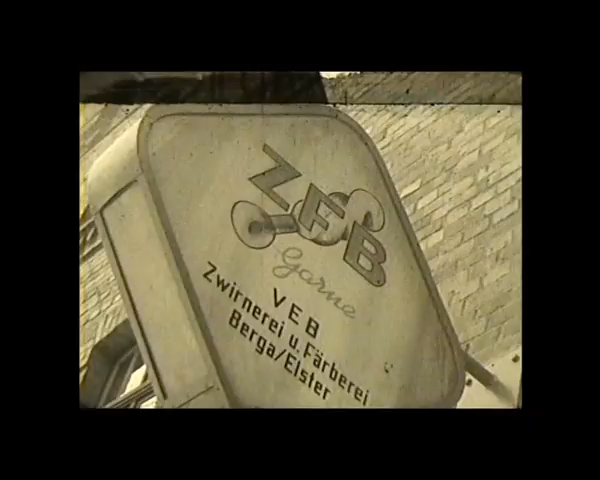 ZFB
Garne
VEB
Zwirnerei u. Färberei
Berga/Elster